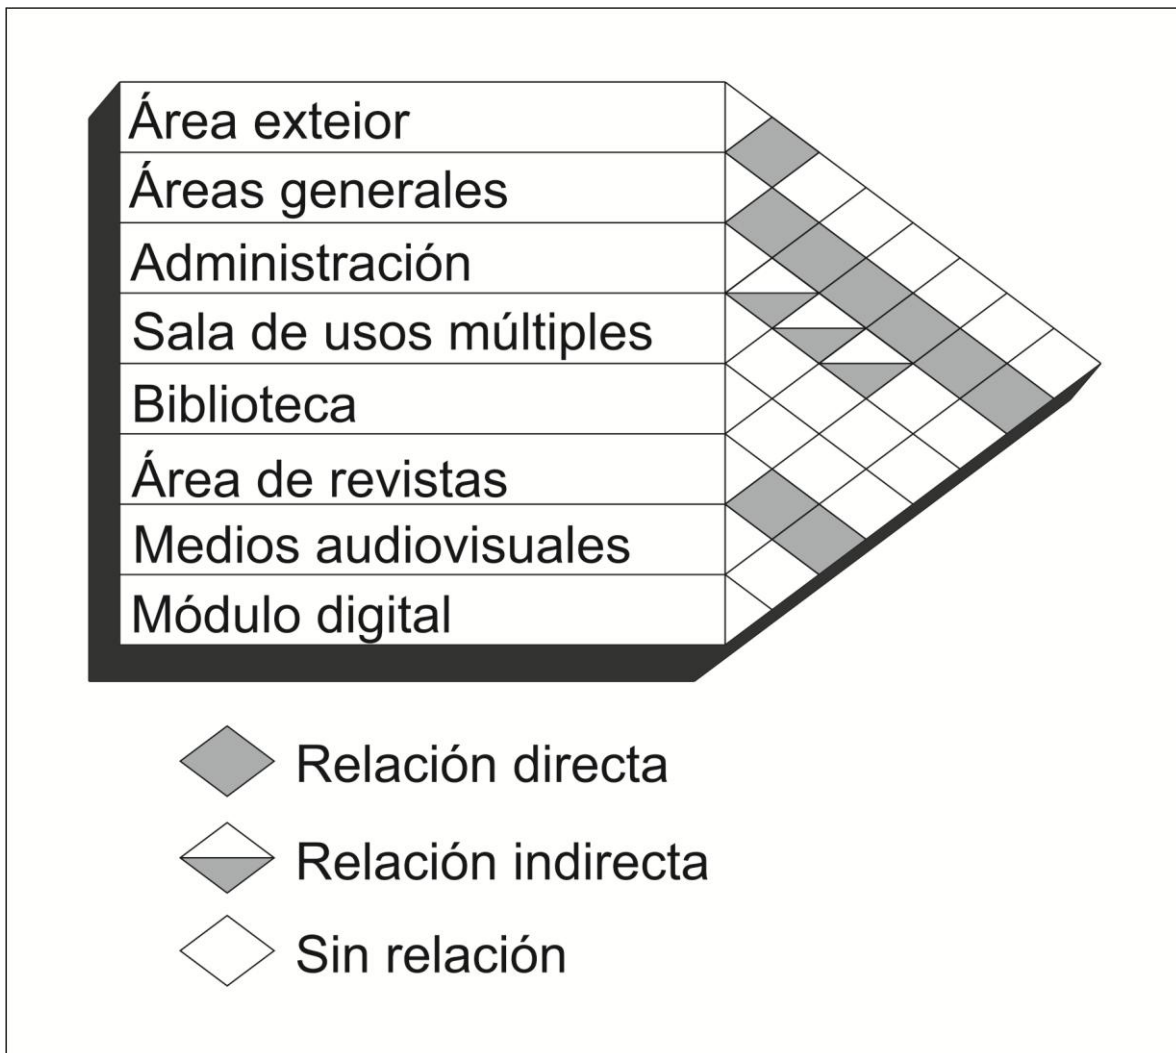 Área exteior
Áreas generales
Administración
Sala de usos múltiples
Biblioteca
Área de revistas
Medios audiovisuales
Módulo digital
Relación directa
Relación indirecta
Sin relación